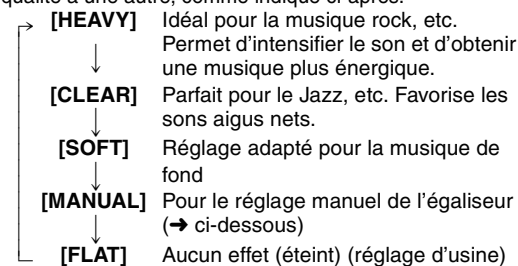 qualité à une autre, comme indiqué ci-après.
[HEAVY] Idéal pour la musique rock, etc.
Permet d'intensifier le son et d'obtenir
une musique plus énergique.
[CLEAR] Parfait pour le Jazz, etc. Favorise les
sons aigus nets.
[SOFT] Réglage adapté pour la musique de
fond
[MANUAL] Pour le réglage manuel de l'égaliseur
(➜ ci-dessous)
[FLAT] Aucun effet (éteint) (réglage d'usine)